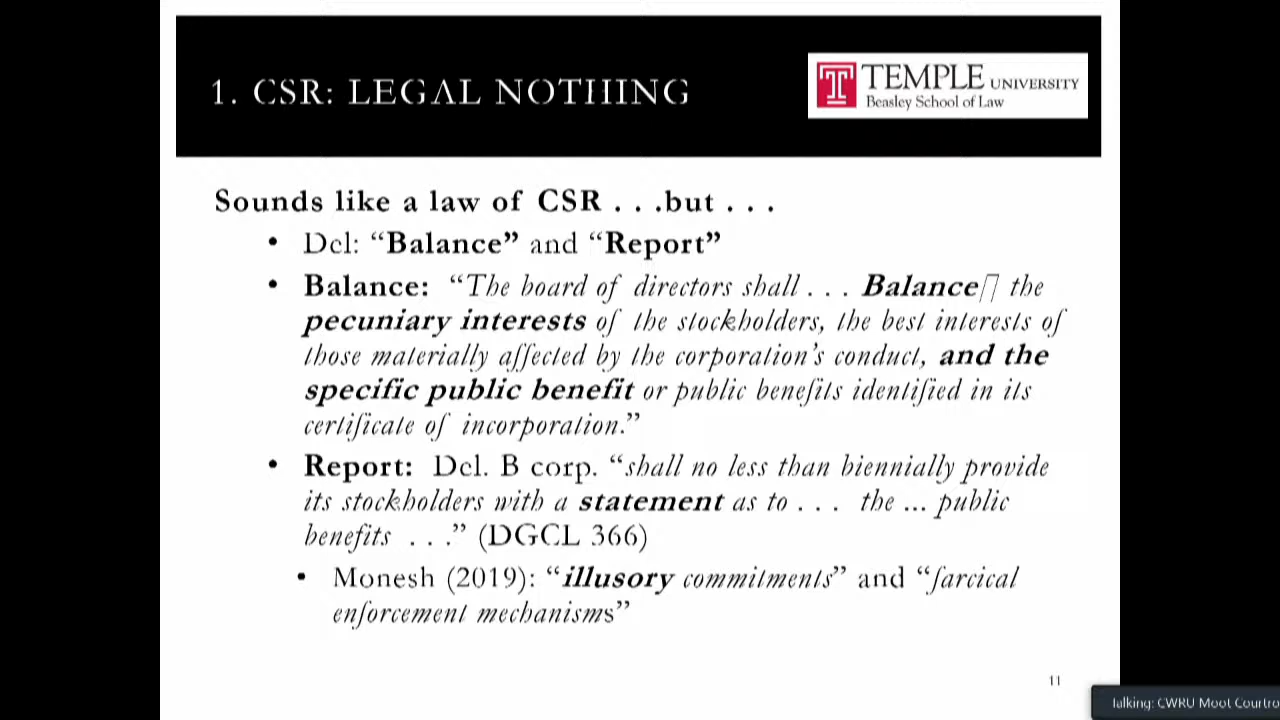 1. CSR: LEGAL NOTHING
TEMPLE UNIVERSITY
Beasley School of Law
Sounds like a law of CSR . . .but . . .
• Del: “Balance” and “Report”
• Balance: “The board of directors shall . . . Balance[] the
pecuniary interests of the stockholders, the best interests of
those materially affected by the corporation’s conduct, and the
specific public benefit or public benefits identified in its
certificate of incorporation.”
• Report: Del. B corp. “shall no less than biennially provide
its stockholders with a statement as to . . . the ... public
benefits . . .” (DGCL 366)
• Monesh (2019): “illusory commitments” and “farcical
enforcement mechanisms”
11
Talking: CWRU Moot Courtro